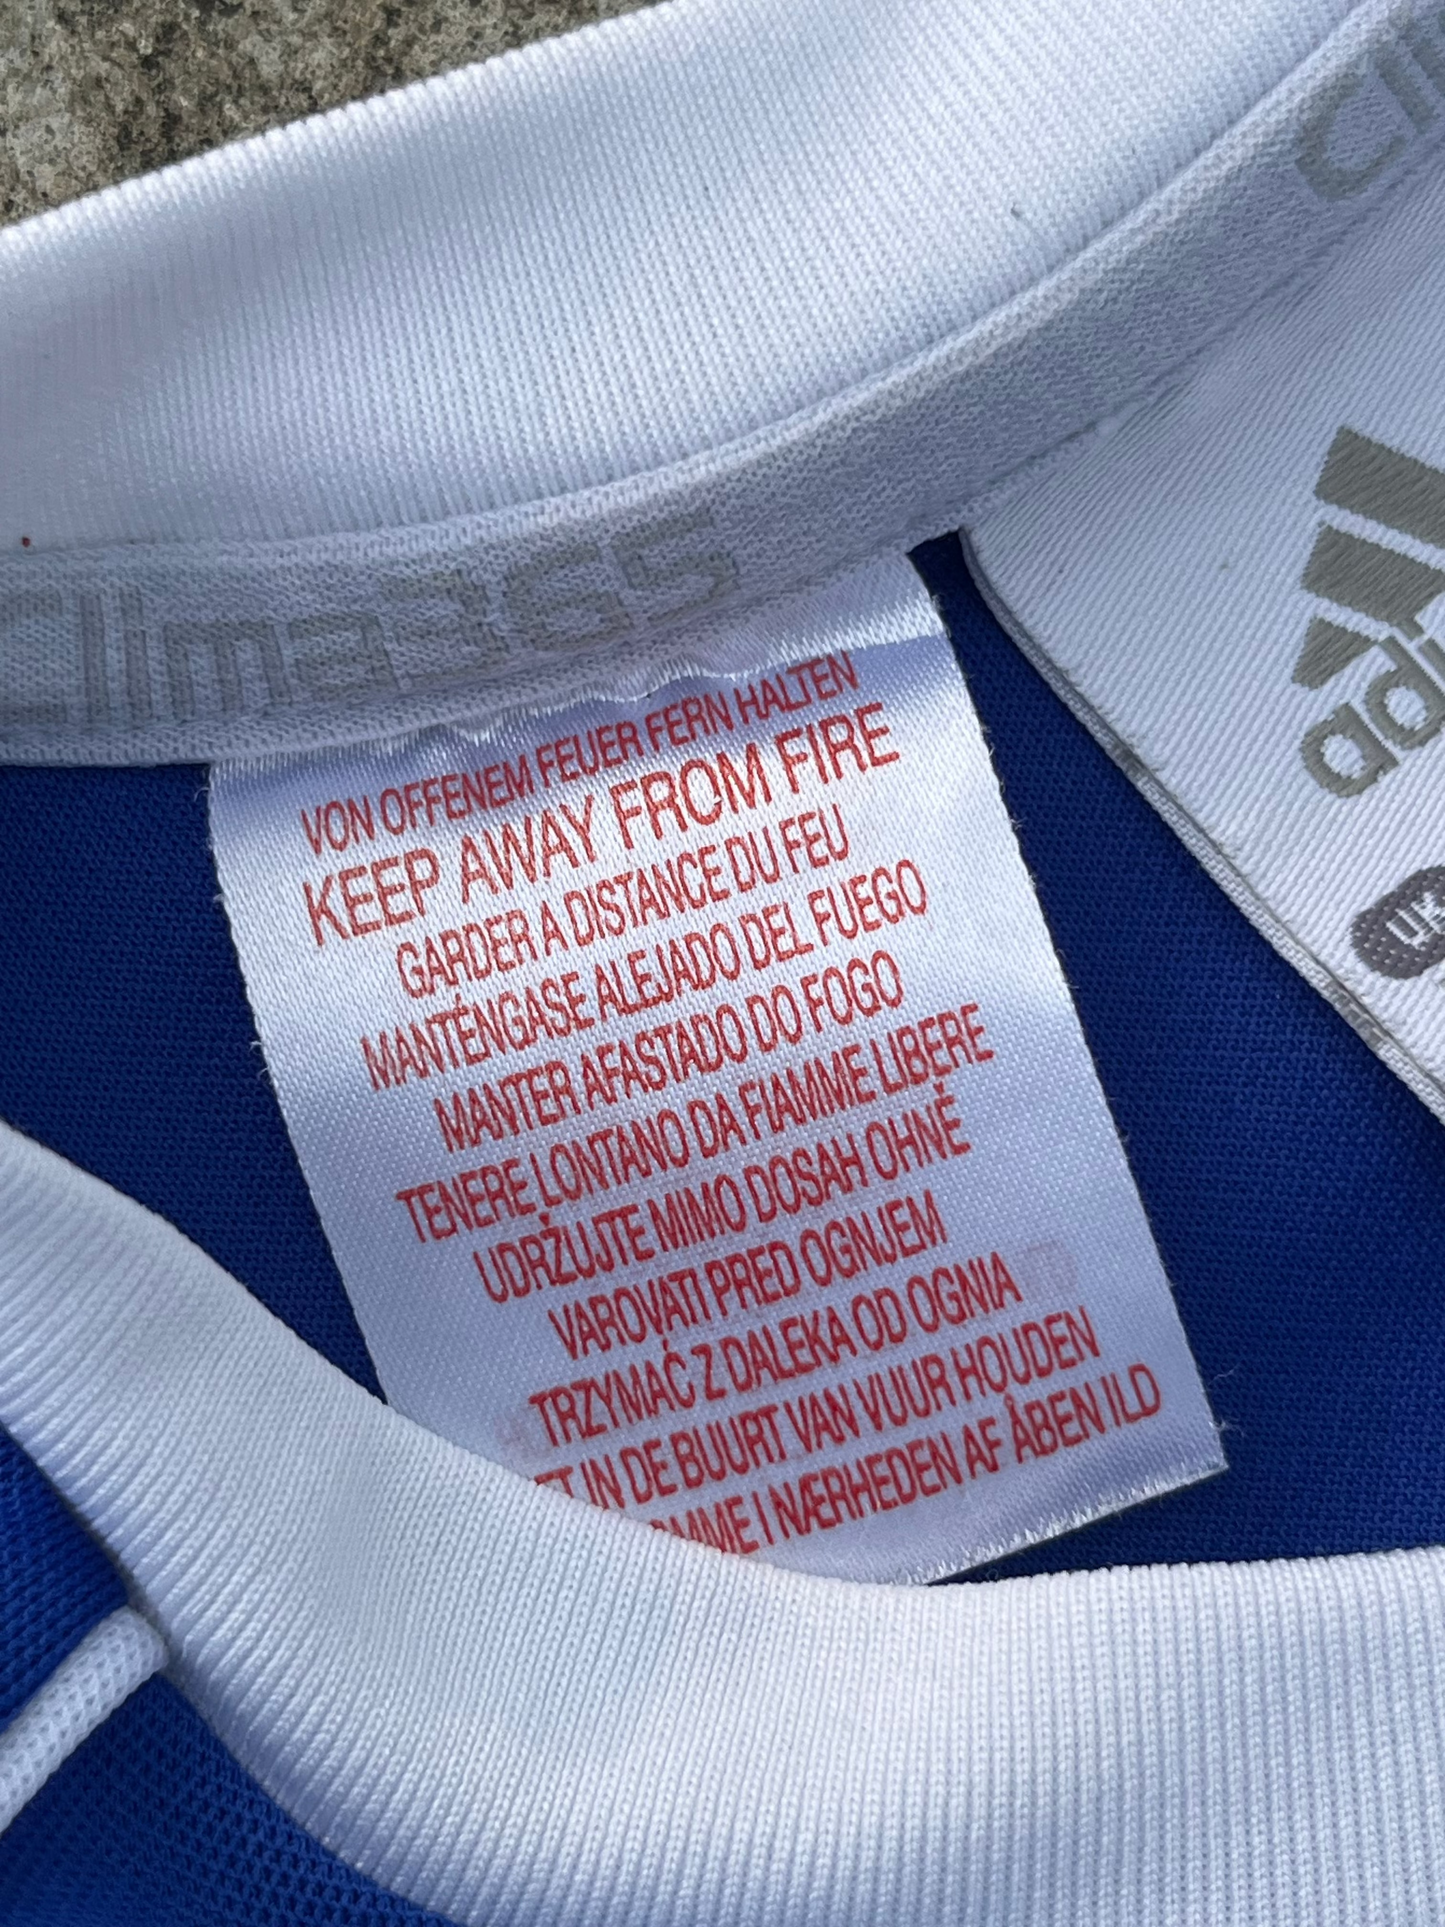 Clima365
VON OFFENEM FEUER FERN HALTEN
KEEP AWAY FROM FIRE
GARDER A DISTANCE DU FEU
MANTÉNGASE ALEJADO DEL FUEGO
MANTER AFASTADO DO FOGO
TENERE LONTANO DA FIAMME LIBERE
UDRŽUJTE MIMO DOSAH OHNĚ
VAROVATI PRED OGNJEM
TRZYMAĆ Z DALEKA OD OGNIA
IN DE BUURT VAN VUUR HOUDEN
I NÆRHEDEN AF ÅBEN ILD
UK